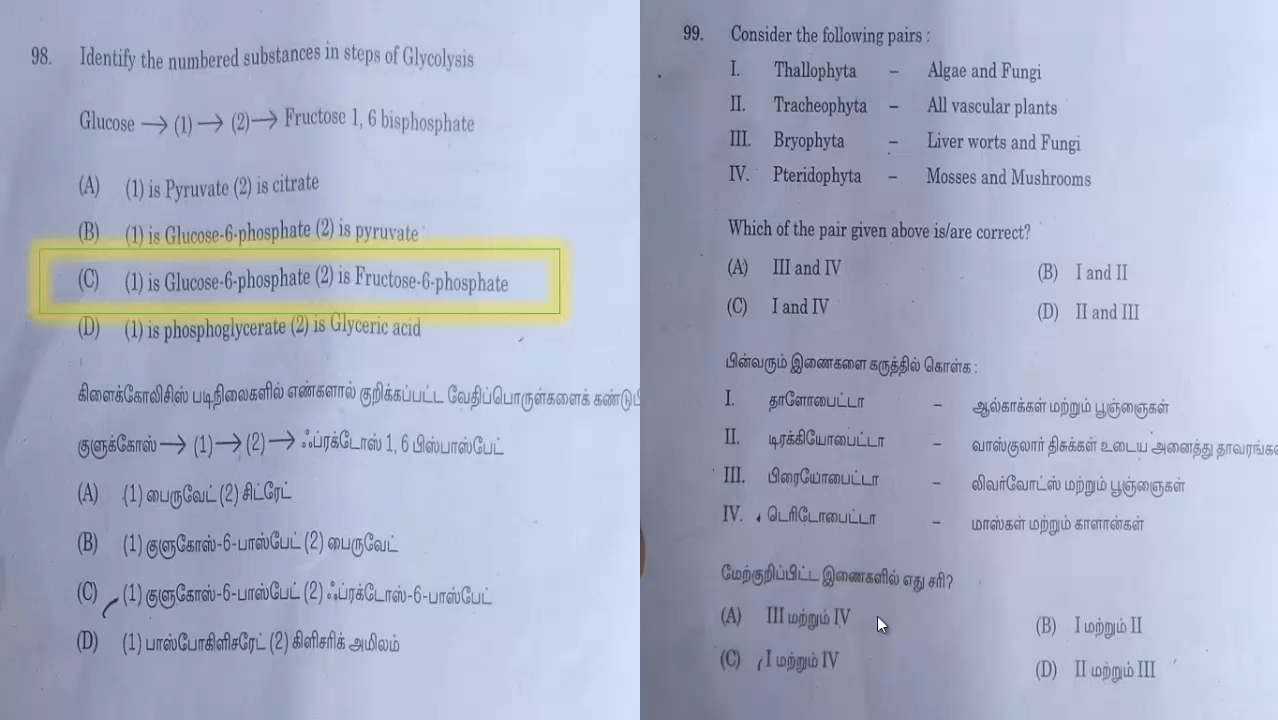 98. Identify the numbered substances in steps of Glycolysis
Glucose → (1) → (2) → Fructose 1, 6 bisphosphate
(A) (1) is Pyruvate (2) is citrate
(B) (1) is Glucose-6-phosphate (2) is pyruvate
(C) (1) is Glucose-6-phosphate (2) is Fructose-6-phosphate
(D) (1) is phosphoglycerate (2) is Glyceric acid
கிளைக்கோலிசிஸ் படிநிலைகளில் எண்களால் குறிக்கப்பட்ட வேதிப்பொருள்களைக்
குளுக்கோஸ் → (1) → (2) → ஃப்ரக்டோஸ் 1, 6 பிஸ்பாஸ்பேட்
(A) (1) பைருவேட் (2) சிட்ரேட்
(B) (1) குளுகோஸ்-6-பாஸ்பேட் (2) பைருவேட்
(C) (1) குளுகோஸ்-6-பாஸ்பேட் (2) ஃப்ரக்டோஸ்-6-பாஸ்பேட்
(D) (1) பாஸ்போகிளிசரேட் (2) கிளிசரிக் அமிலம்
99. Consider the following pairs :
I. Thallophyta – Algae and Fungi
II. Tracheophyta – All vascular plants
III. Bryophyta – Liver worts and Fungi
IV. Pteridophyta – Mosses and Mushrooms
Which of the pair given above is/are correct?
(A) III and IV (B) I and II
(C) I and IV (D) II and III
பின்வரும் இணைகளை கருத்தில் கொள்க :
I. தாளோபைட்டா – ஆல்காக்கள் மற்றும் பூஞ்ஞைகள்
II. டிரக்கியோபைட்டா – வாஸ்குலார் திசுக்கள் உடைய அனைத்து
III. பிரையோபைட்டா – லிவர்வோட்ஸ் மற்றும் பூஞ்ஞைகள்
IV. டெரிடோபைட்டா – மாஸ்கள் மற்றும் காளான்கள்
மேற்குறிப்பிட்ட இணைகளில் எது சரி?
(A) III மற்றும் IV (B) I மற்றும் II
(C) I மற்றும் IV (D) II மற்றும் III